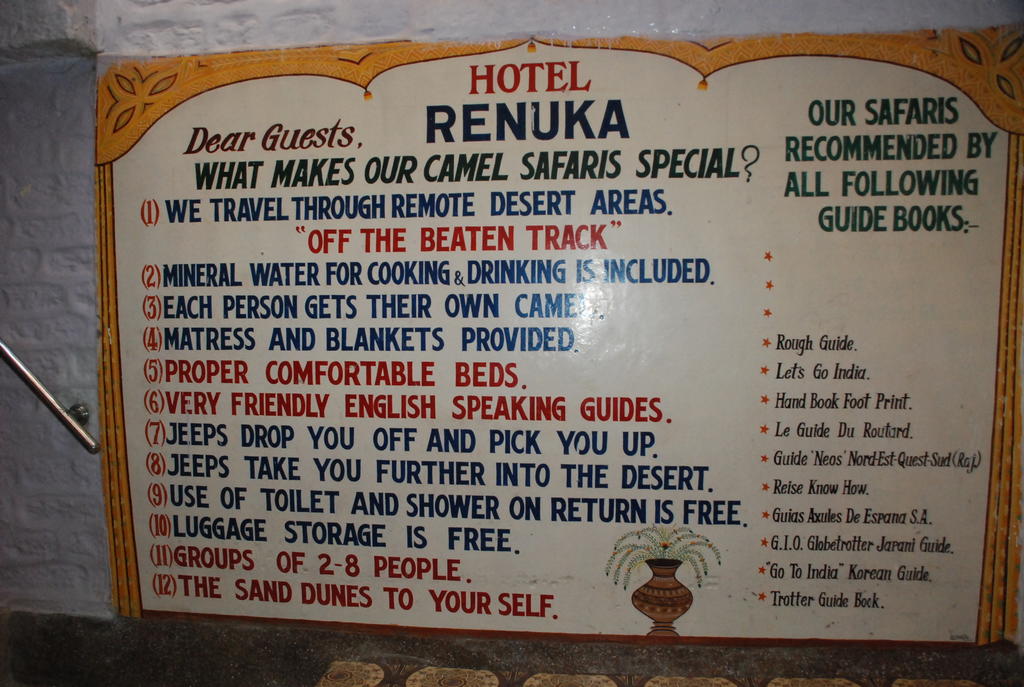 HOTEL
RENUKA
Dear Guests,
WHAT MAKES OUR CAMEL SAFARIS SPECIAL?
(1) WE TRAVEL THROUGH REMOTE DESERT AREAS.
"OFF THE BEATEN TRACK"
(2) MINERAL WATER FOR COOKING & DRINKING IS INCLUDED.
(3) EACH PERSON GETS THEIR OWN CAMEL.
(4) MATRESS AND BLANKETS PROVIDED.
(5) PROPER COMFORTABLE BEDS.
(6) VERY FRIENDLY ENGLISH SPEAKING GUIDES.
(7) JEEPS DROP YOU OFF AND PICK YOU UP.
(8) JEEPS TAKE YOU FURTHER INTO THE DESERT.
(9) USE OF TOILET AND SHOWER ON RETURN IS FREE.
(10) LUGGAGE STORAGE IS FREE.
(11) GROUPS OF 2-8 PEOPLE.
(12) THE SAND DUNES TO YOUR SELF.
OUR SAFARIS
RECOMMENDED BY
ALL FOLLOWING
GUIDE BOOKS:-
Rough Guide.
Let's Go India.
Hand Book Foot Print.
Le Guide Du Routard.
Guide 'Neos' Nord-Est-Quest-Sud (Raj.)
Reise Know How.
Guias Axules De Espana S.A.
G.I.O. Globetrotter Japani Guide.
"Go To India" Korean Guide.
Trotter Guide Book.